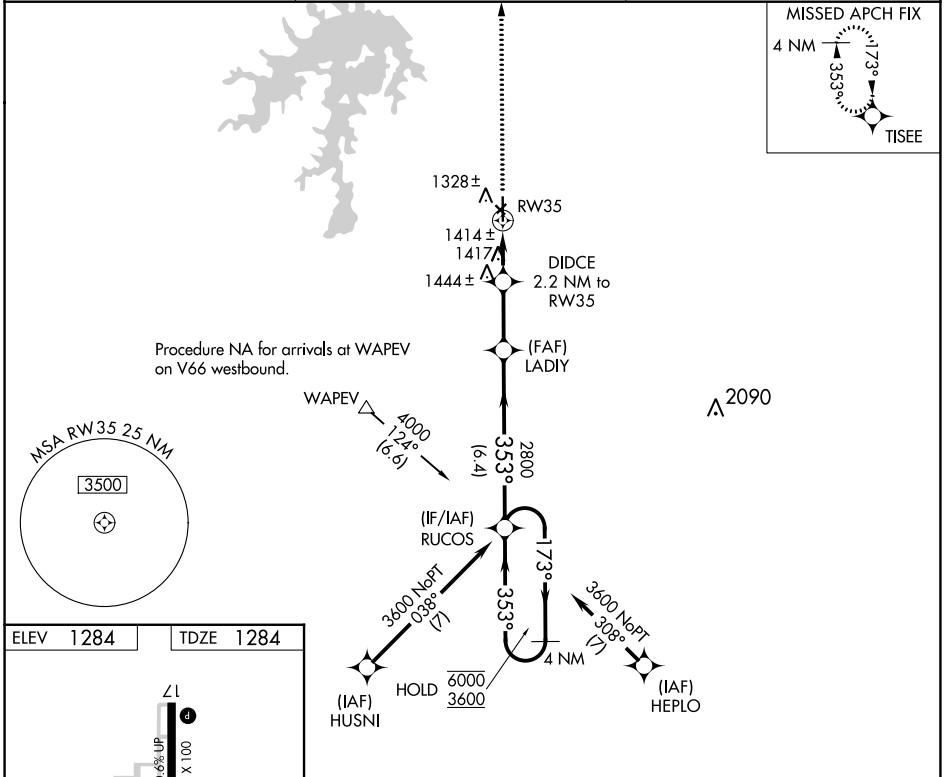 MISSED APCH FIX
4 NM
353°
173°
TISEE
1328±
RW35
1414±
1417
1444±
DIDCE
2.2 NM to
RW35
Procedure NA for arrivals at WAPEV
on V66 westbound.
(FAF)
LADIY
WAPEV
4000
124°
(6.6)
2090
MSA RW35 25 NM
3500
2800
353°
(6.4)
(IF/IAF)
RUCOS
173°
353°
3600 NoPT
038°
(7)
3600 NoPT
308°
(7)
4 NM
HOLD
6000
3600
(IAF)
HUSNI
(IAF)
HEPLO
ELEV 1284
TDZE 1284
17
P
.6% UP
X 100